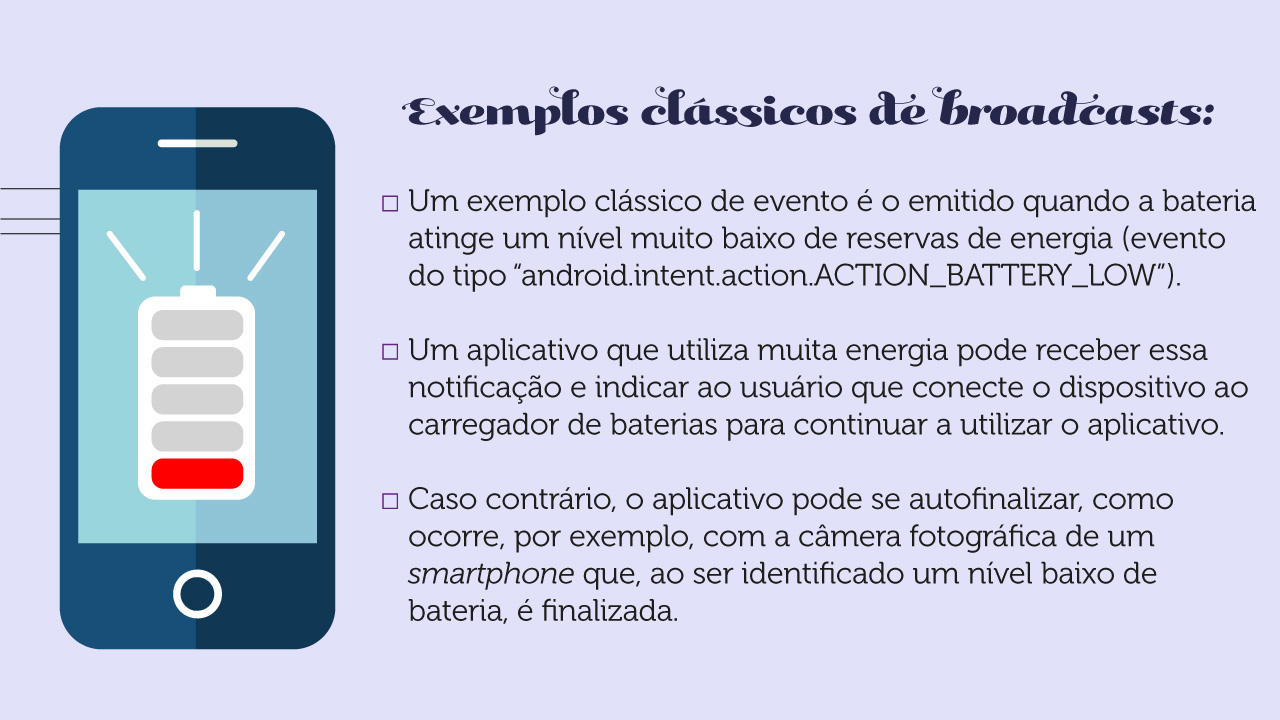 Exemplos clássicos de broadcasts:
□ Um exemplo clássico de evento é o emitido quando a bateria
atinge um nível muito baixo de reservas de energia (evento
do tipo “android.intent.action.ACTION_BATTERY_LOW”).
□ Um aplicativo que utiliza muita energia pode receber essa
notificação e indicar ao usuário que conecte o dispositivo ao
carregador de baterias para continuar a utilizar o aplicativo.
□ Caso contrário, o aplicativo pode se autofinalizar, como
ocorre, por exemplo, com a câmera fotográfica de um
smartphone que, ao ser identificado um nível baixo de
bateria, é finalizada.